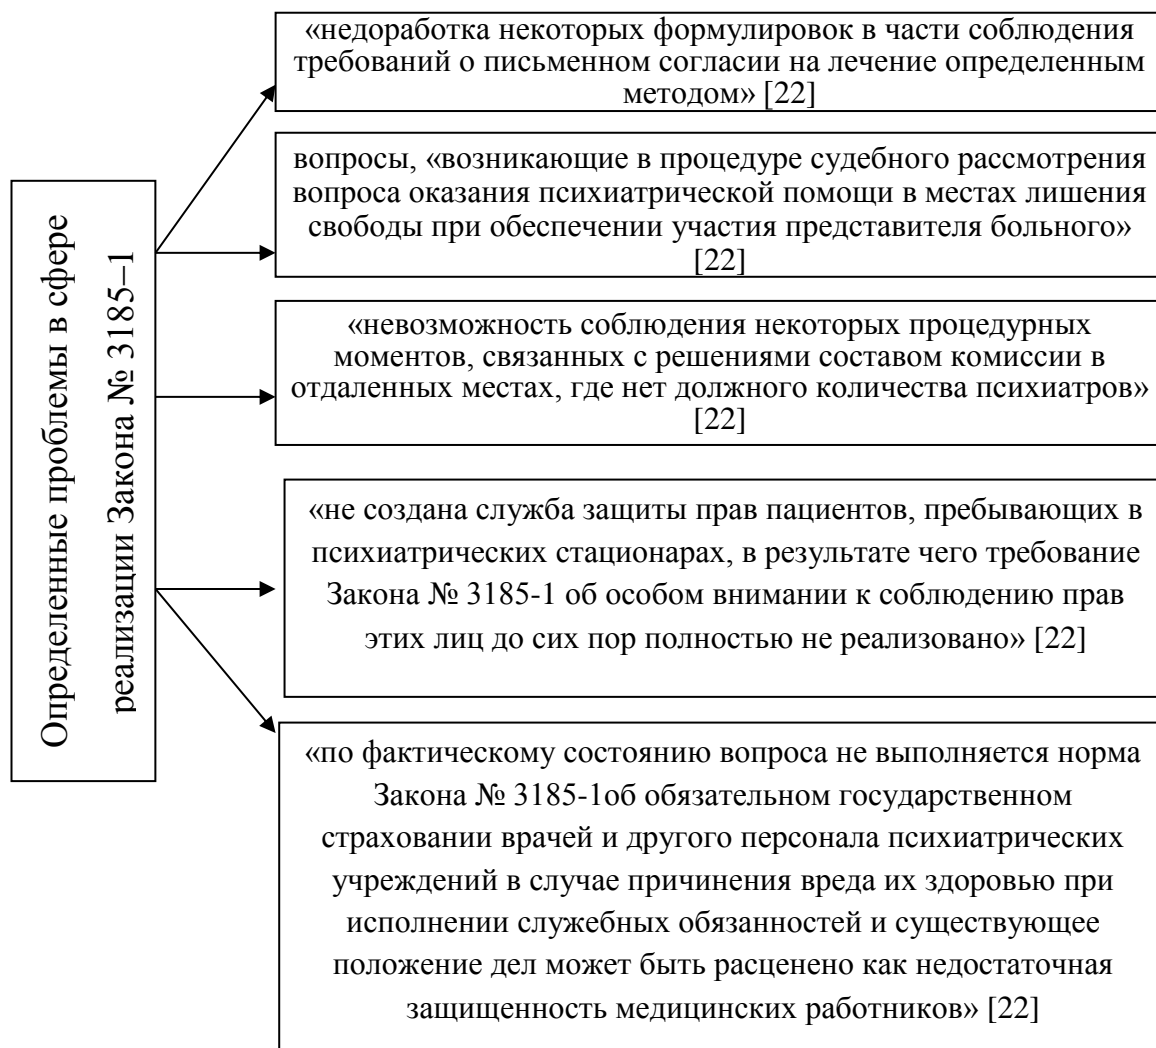 Определенные проблемы в сфере
реализации Закона № 3185–1
«недоработка некоторых формулировок в части соблюдения
требований о письменном согласии на лечение определенным
методом» [22]
вопросы, «возникающие в процедуре судебного рассмотрения
вопроса оказания психиатрической помощи в местах лишения
свободы при обеспечении участия представителя больного»
[22]
«невозможность соблюдения некоторых процедурных
моментов, связанных с решениями составом комиссии в
отдаленных местах, где нет должного количества психиатров»
[22]
«не создана служба защиты прав пациентов, пребывающих в
психиатрических стационарах, в результате чего требование
Закона № 3185-1 об особом внимании к соблюдению прав
этих лиц до сих пор полностью не реализовано» [22]
«по фактическому состоянию вопроса не выполняется норма
Закона № 3185-1об обязательном государственном
страховании врачей и другого персонала психиатрических
учреждений в случае причинения вреда их здоровью при
исполнении служебных обязанностей и существующее
положение дел может быть расценено как недостаточная
защищенность медицинских работников» [22]